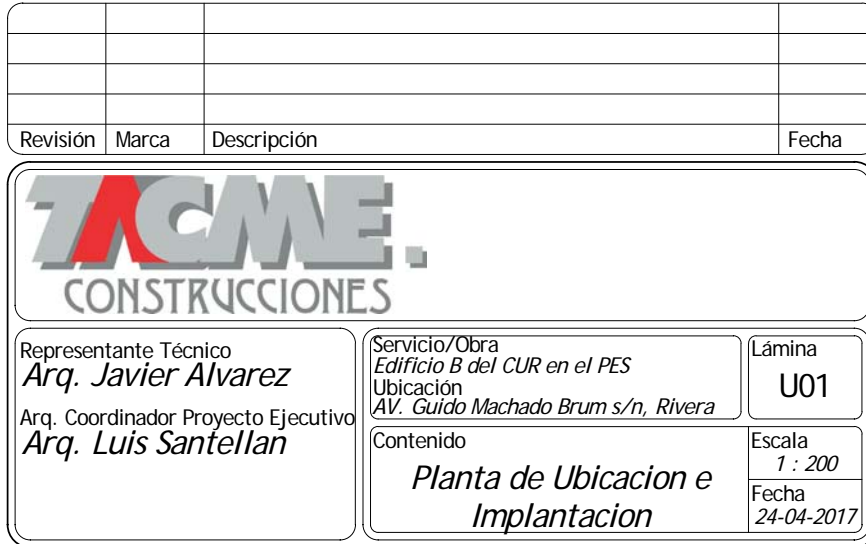 Revisión Marca Descripción Fecha
TACME.
CONSTRUCCIONES
Representante Técnico
Arq. Javier Alvarez
Arq. Coordinador Proyecto Ejecutivo
Arq. Luis Santellan
Servicio/Obra
Edificio B del CUR en el PES
Ubicación
AV. Guido Machado Brum s/n, Rivera
Lámina
U01
Contenido
Planta de Ubicacion e
Implantacion
Escala
1 : 200
Fecha
24-04-2017